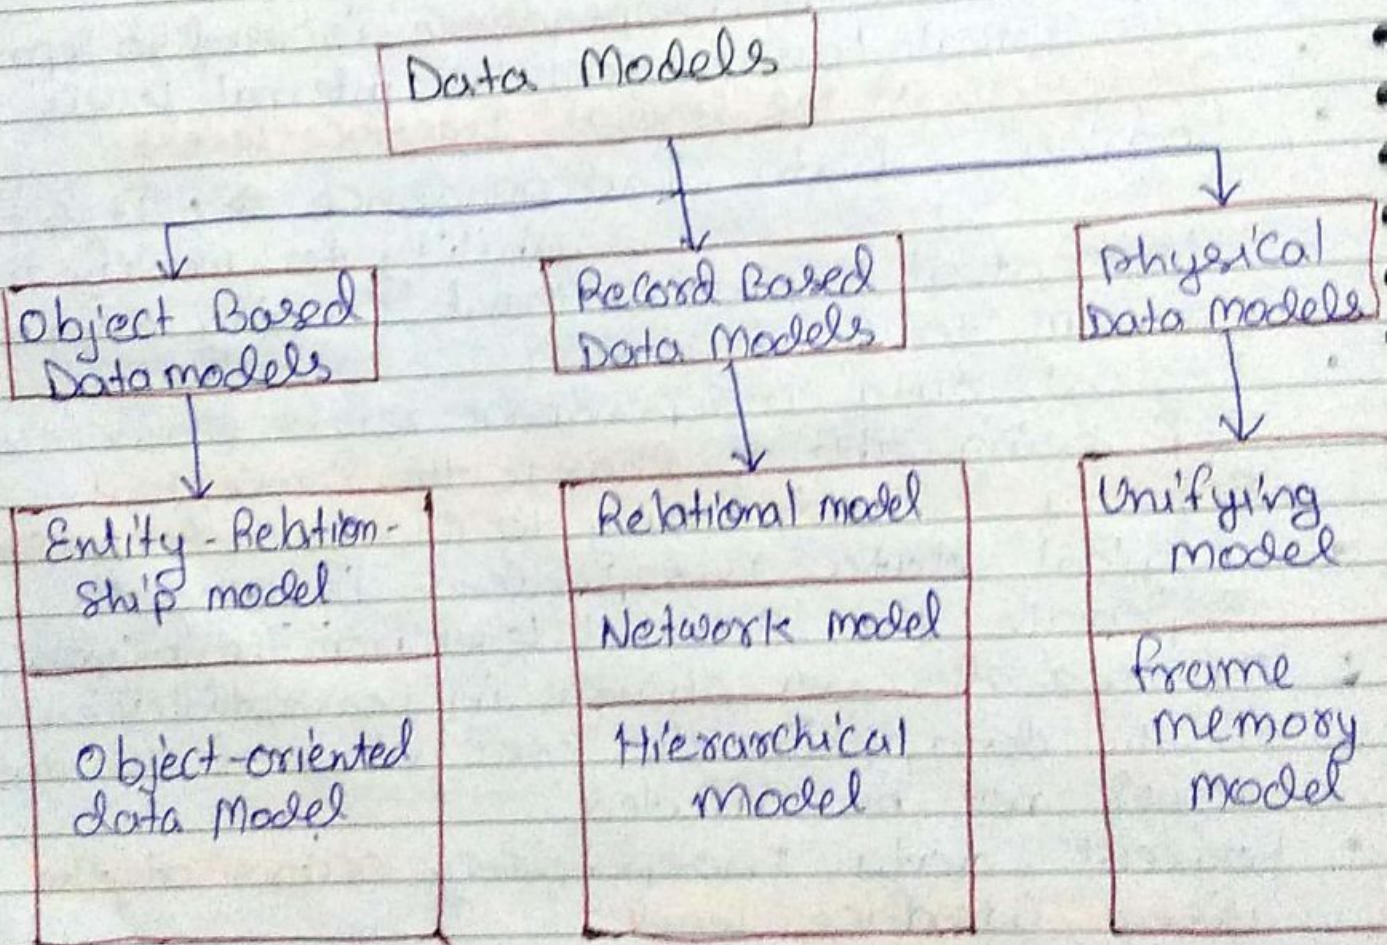 Data Models
Object Based
Data models
Record Based
Data Models
Physical
Data Models
Entity-Relation-
Ship model
Object-oriented
data Model
Relational model
Network model
Hierarchical
Model
Unifying
model
frame
memory
model